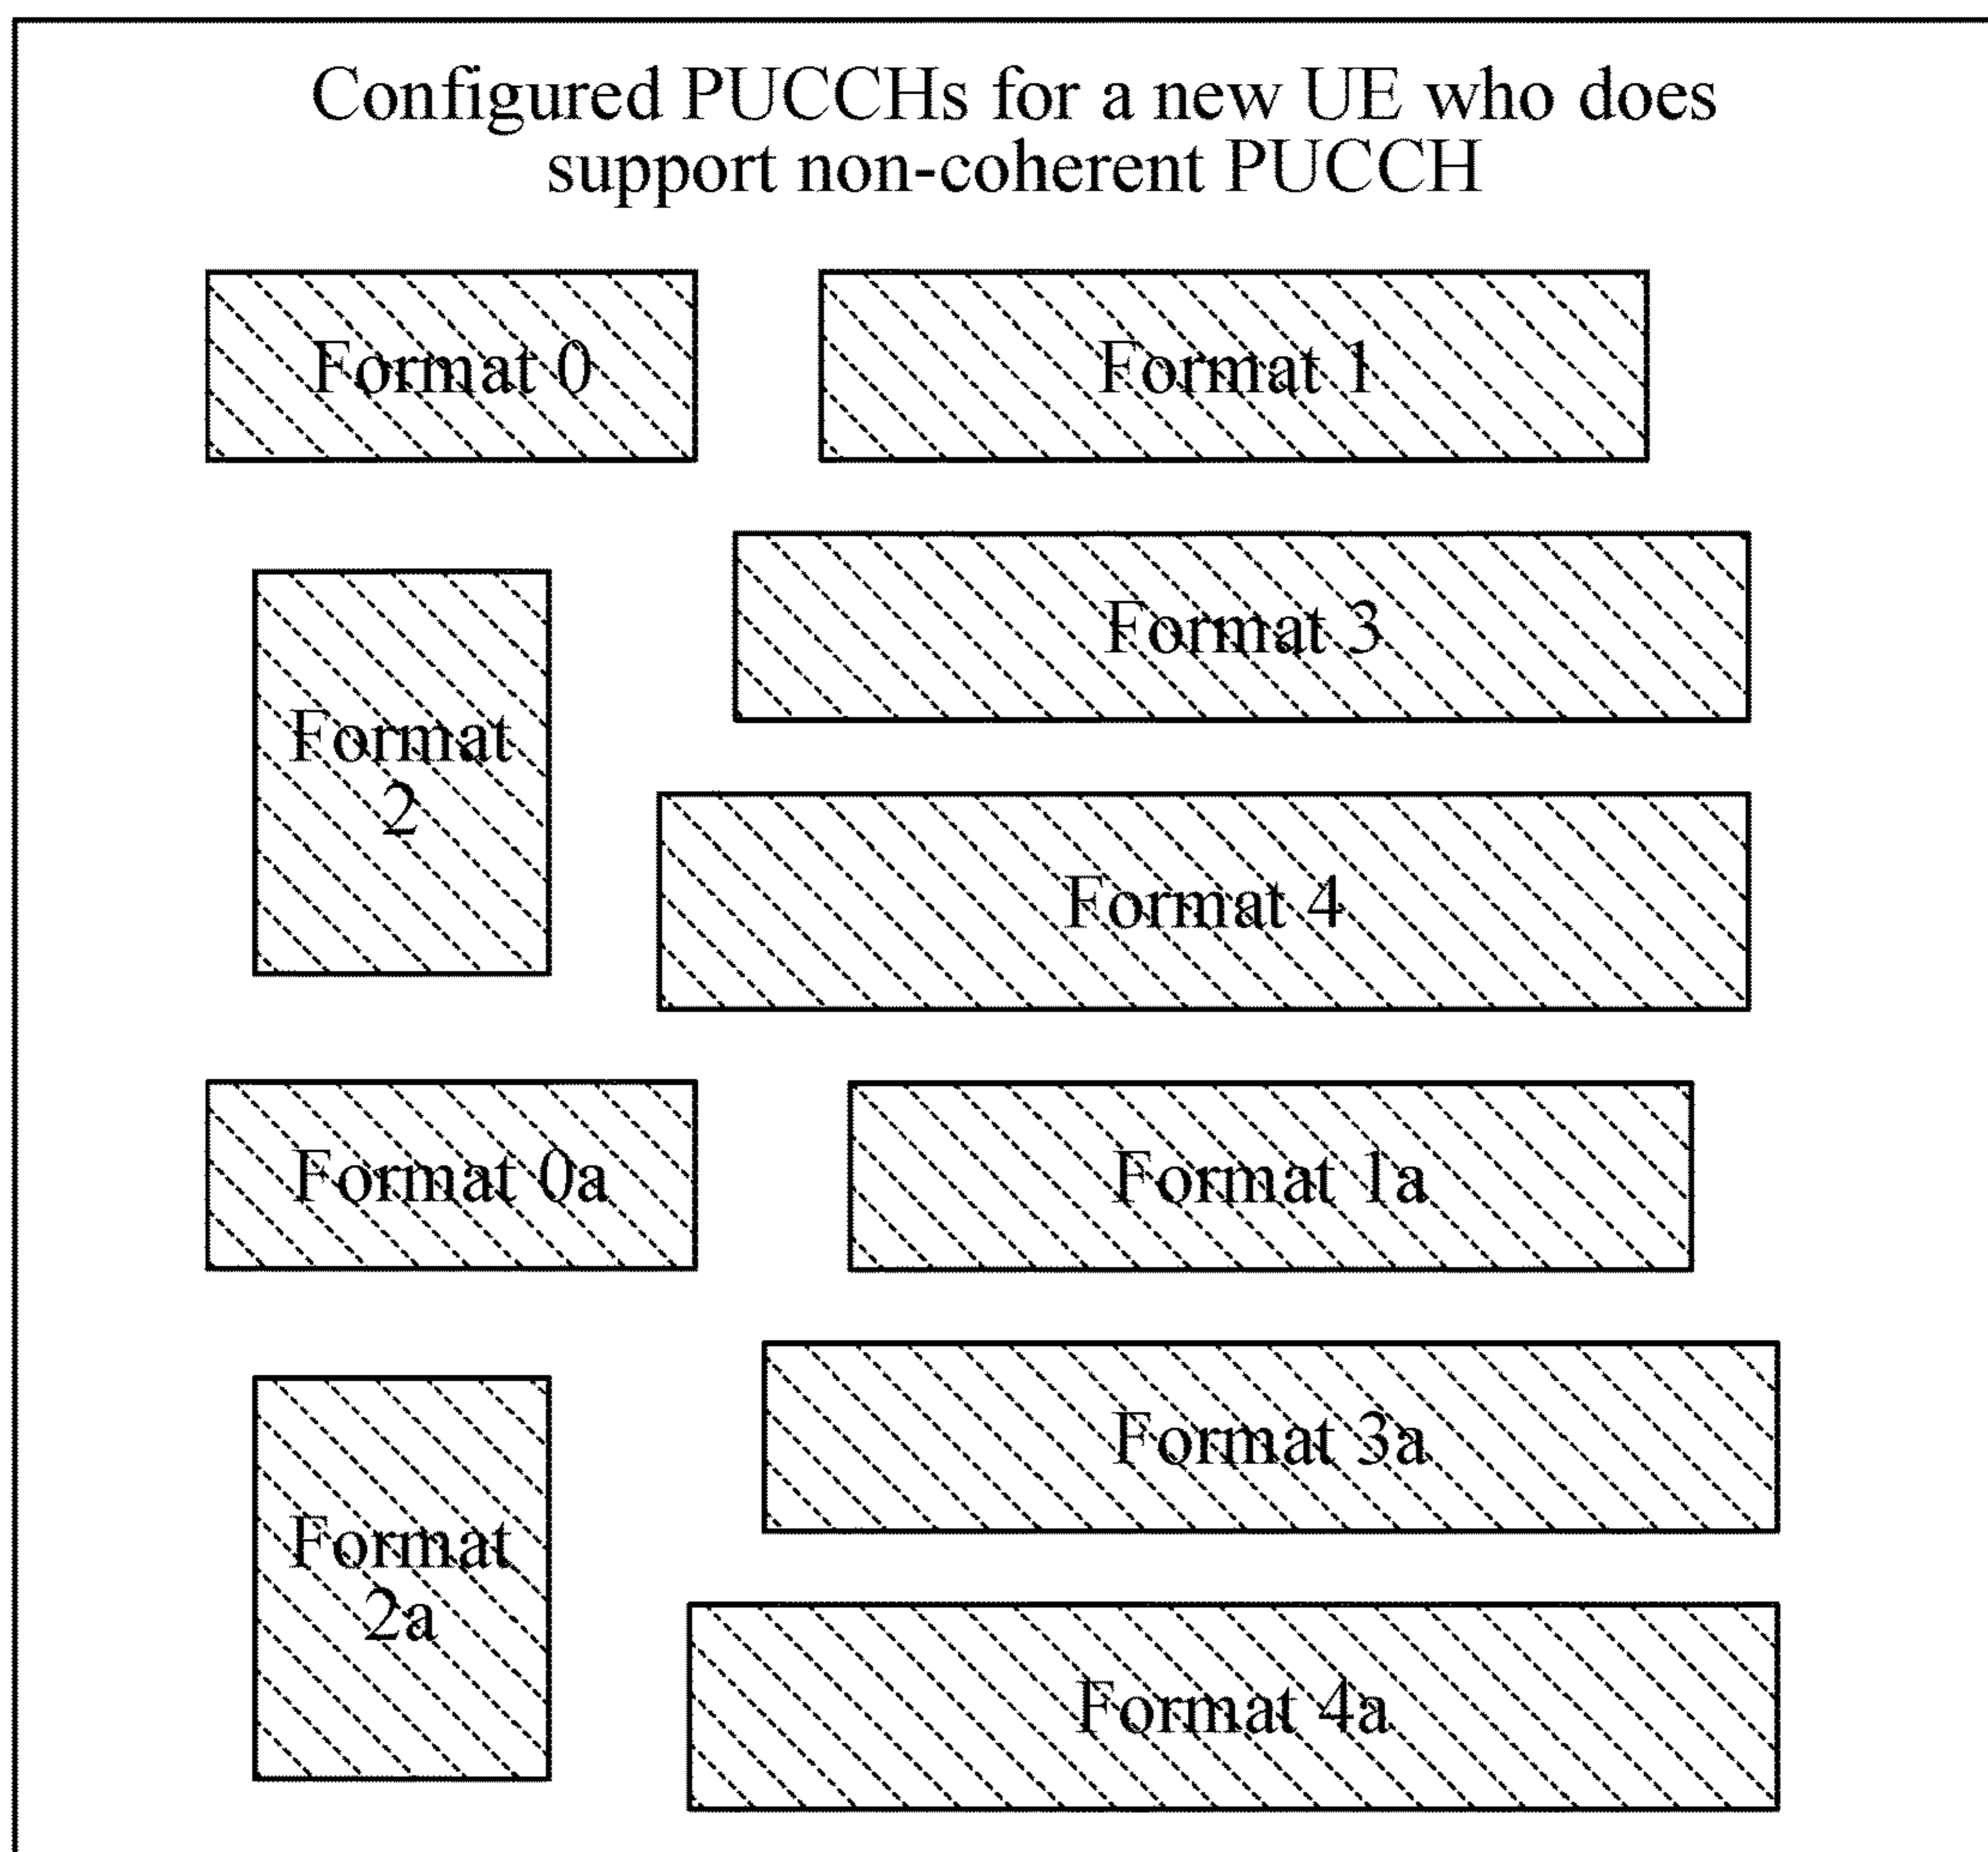 Configured PUCCHs for a new UE who does
support non-coherent PUCCH
Format 0
Format 1
Format 3
Format
2
Format 4
Format 0a
Format 1a
Format 3a
Format
2a
Format 4a